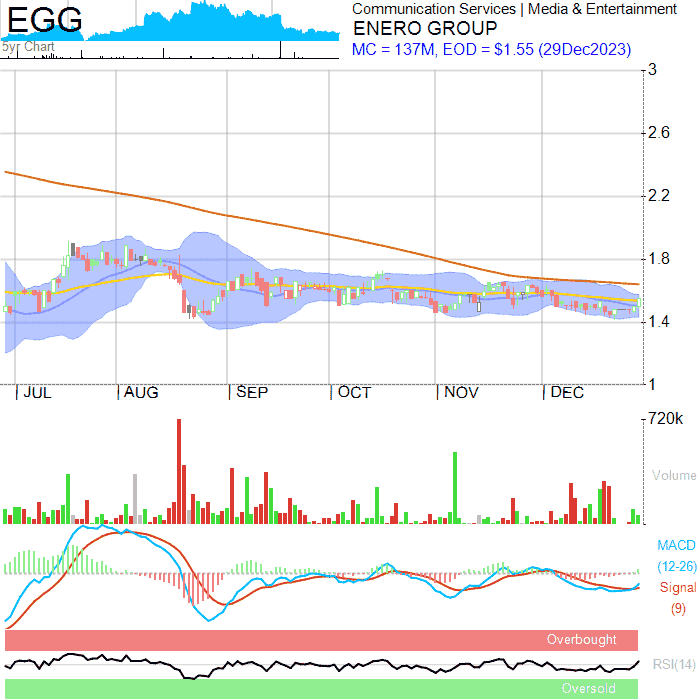 EGG
5yr Chart
Communication Services | Media & Entertainment
ENERO GROUP
MC = 137M, EOD = $1.55 (29Dec2023)
3
2.6
2.2
1.8
1.4
1
JUL AUG SEP OCT NOV DEC
720k
Volume
MACD
(12-26)
Signal
(9)
Overbought
RSI(14)
Oversold